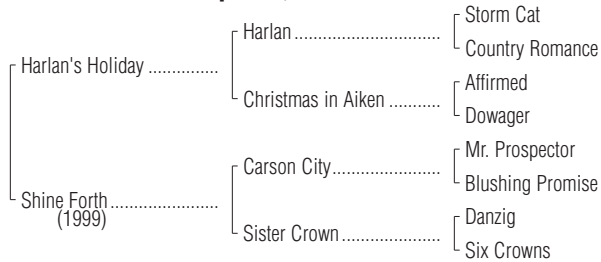 Storm Cat
Harlan
Country Romance
Harlan's Holiday
Affirmed
Christmas in Aiken
Dowager
Mr. Prospector
Carson City
Blushing Promise
Shine Forth
(1999)
Danzig
Sister Crown
Six Crowns